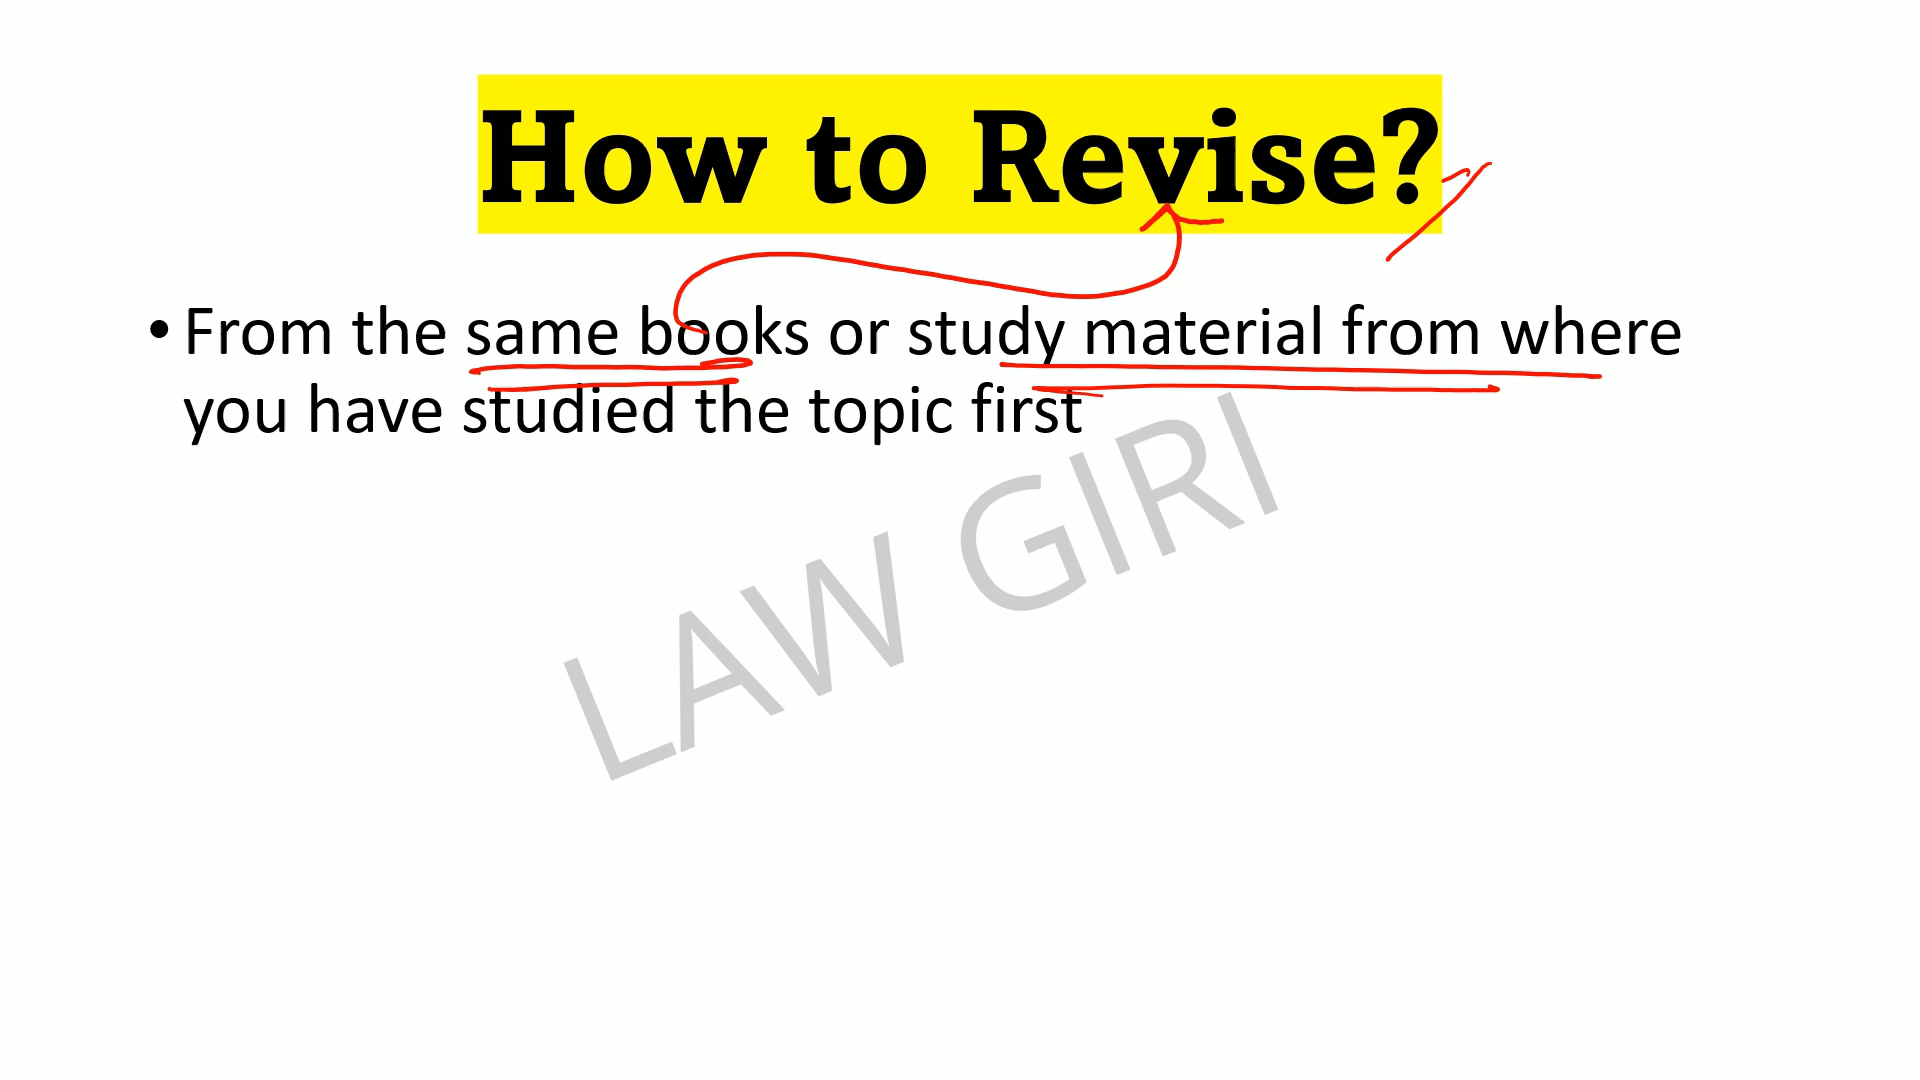 How to Revise?
• From the same books or study material from where
you have studied the topic first
LAW GIRI